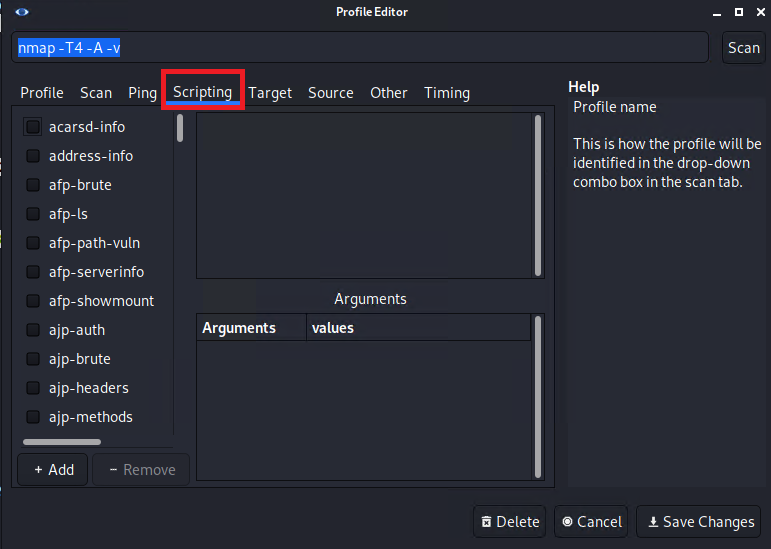 Profile Editor
nmap -T4 -A -v
Scan
Profile Scan Ping Scripting Target Source Other Timing
Help
Profile name
This is how the profile will be
identified in the drop-down
combo box in the scan tab.
acarsd-info
address-info
afp-brute
afp-ls
afp-path-vuln
afp-serverinfo
afp-showmount
ajp-auth
ajp-brute
ajp-headers
ajp-methods
Arguments
Arguments values
+ Add − Remove
Delete Cancel Save Changes